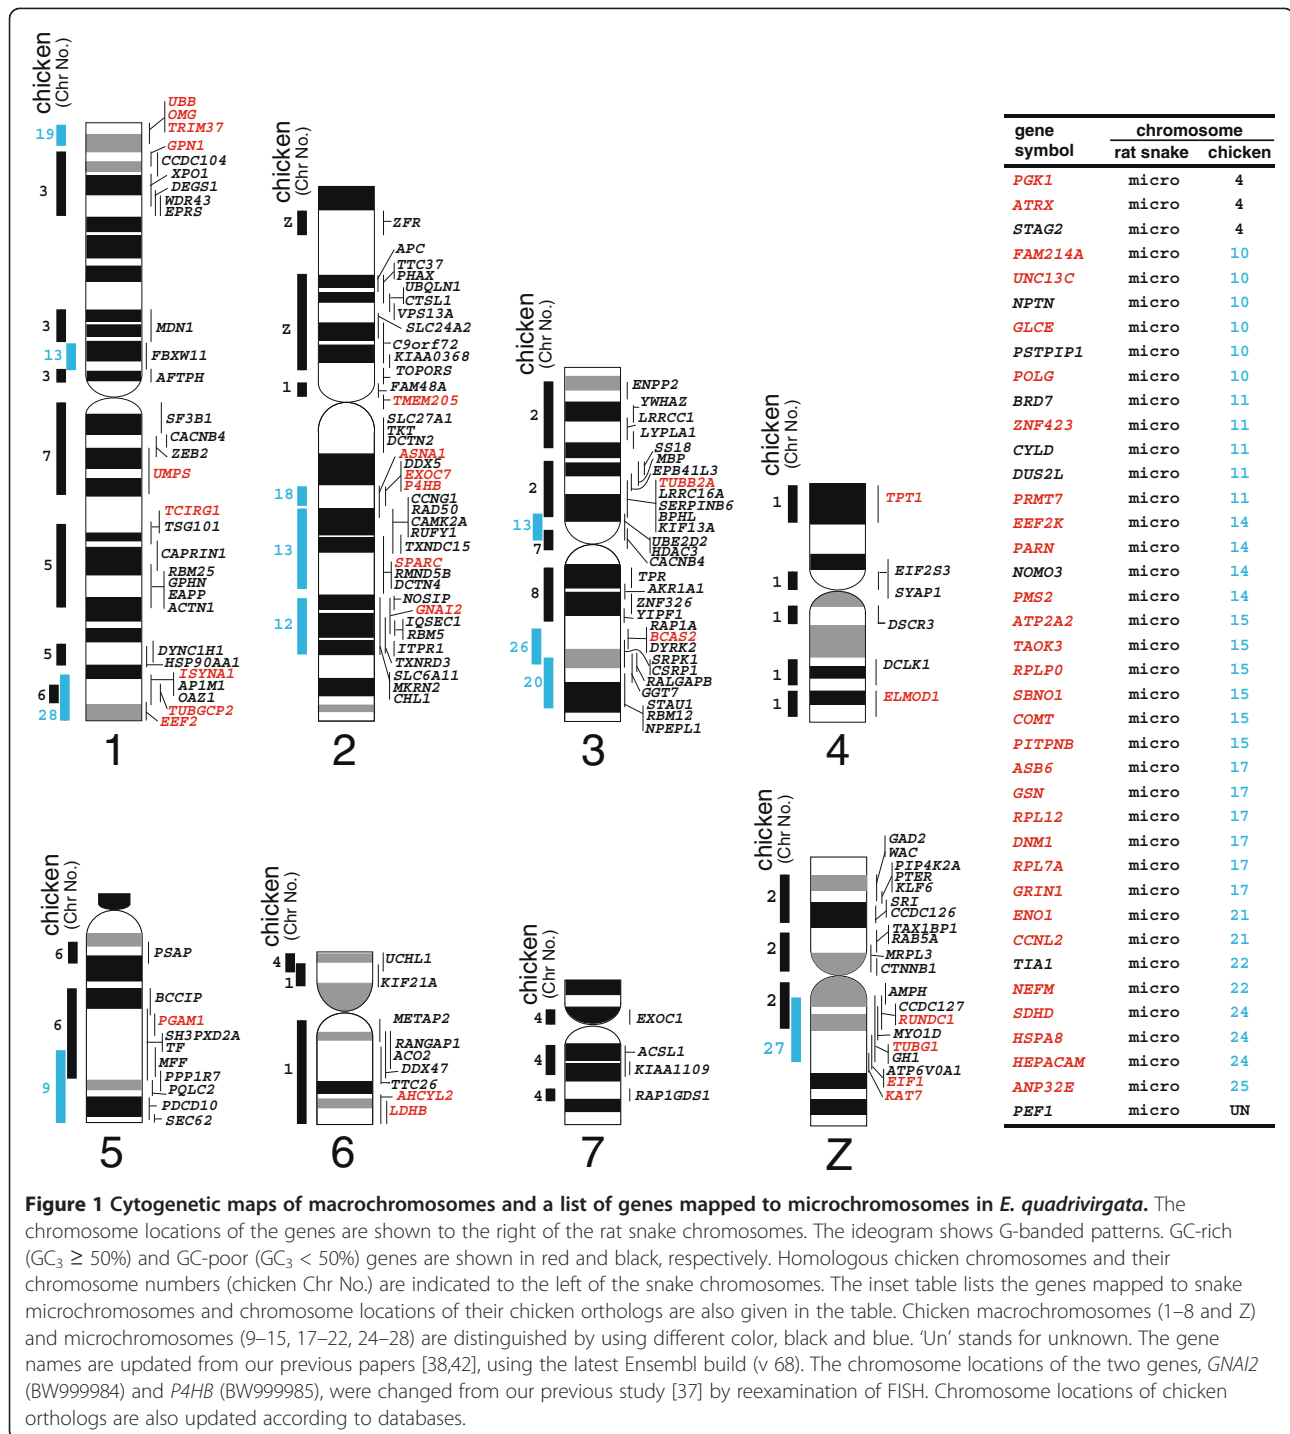 chicken
(Chr No.)
19
3
3
13
3
7
5
5
6
28
UBB
OMG
TRIM37
GPN1
CCDC104
XPO1
DEGS1
WDR43
EPRS
MDN1
FBXW11
AFTPH
SF3B1
CACNB4
ZEB2
UMPS
TCIRG1
TSG101
CAPRIN1
RBM25
GPHN
EAPP
ACTN1
DYNC1H1
HSP90AA1
ISYNA1
AP1M1
OAZ1
TUBGCP2
EEF2
1
chicken
(Chr No.)
Z
Z
1
18
13
12
ZFR
APC
TTC37
PHAX
UBQLN1
CTSL1
VPS13A
SLC24A2
C9orf72
KIAA0368
TOPORS
FAM48A
TMEM205
SLC27A1
TKT
DCTN2
ASNA1
DDX5
EXOC7
P4HB
CCNG1
RAD50
CAMK2A
RUFY1
TXNDC15
SPARC
RMND5B
DCTN4
NOSIP
GNAI2
IQSEC1
RBM5
ITPR1
TXNRD3
SLC6A11
MKRN2
CHL1
2
chicken
(Chr No.)
2
2
13
7
8
26
20
ENPP2
YWHAZ
LRRCC1
LYPLA1
SS18
MBP
EPB41L3
TUBB2A
LRRC16A
SERPINB6
BPHL
KIF13A
UBE2D2
HDAC3
CACNB4
TPR
AKR1A1
ZNF326
YIPF1
RAP1A
BCAS2
DYRK2
SRPK1
CSRP1
RALGAPB
GGT7
STAU1
RBM12
NPEPL1
3
chicken
(Chr No.)
1
1
1
1
1
TPT1
EIF2S3
SYAP1
DSCR3
DCLK1
ELMOD1
4
chicken
(Chr No.)
6
6
9
PSAP
BCCIP
PGAM1
SH3PXD2A
TF
MFF
PPP1R7
PQLC2
PDCD10
SEC62
5
chicken
(Chr No.)
4
1
1
UCHL1
KIF21A
METAP2
RANGAP1
ACO2
DDX47
TTC26
AHCYL2
LDHB
6
chicken
(Chr No.)
4
4
4
EXOC1
ACSL1
KIAA1109
RAP1GDS1
7
chicken
(Chr No.)
2
2
2
27
GAD2
WAC
PIP4K2A
PTER
KLF6
SRI
CCDC126
TAX1BP1
RAB5A
MRPL3
CTNNB1
AMPH
CCDC127
RUNDC1
MYO1D
TUBG1
GH1
ATP6V0A1
EIF1
KAT7
Z
gene symbol chromosome
rat snake chicken
PGK1 micro 4
ATRX micro 4
STAG2 micro 4
FAM214A micro 10
UNC13C micro 10
NPTN micro 10
GLCE micro 10
PSTPIP1 micro 10
POLG micro 10
BRD7 micro 11
ZNF423 micro 11
CYLD micro 11
DUS2L micro 11
PRMT7 micro 11
EEF2K micro 14
PARN micro 14
NOMO3 micro 14
PMS2 micro 14
ATP2A2 micro 15
TAOK3 micro 15
RPLP0 micro 15
SBNO1 micro 15
COMT micro 15
PITPNB micro 15
ASB6 micro 17
GSN micro 17
RPL12 micro 17
DNM1 micro 17
RPL7A micro 17
GRIN1 micro 17
ENO1 micro 21
CCNL2 micro 21
TIA1 micro 22
NEFM micro 22
SDHD micro 24
HSPA8 micro 24
HEPACAM micro 24
ANP32E micro 25
PEF1 micro UN
Figure 1 Cytogenetic maps of macrochromosomes and a list of genes mapped to microchromosomes in E. quadrivirgata. The
chromosome locations of the genes are shown to the right of the rat snake chromosomes. The ideogram shows G-banded patterns. GC-rich
(GC₃ ≥ 50%) and GC-poor (GC₃ < 50%) genes are shown in red and black, respectively. Homologous chicken chromosomes and their
chromosome numbers (chicken Chr No.) are indicated to the left of the snake chromosomes. The inset table lists the genes mapped to snake
microchromosomes and chromosome locations of their chicken orthologs are also given in the table. Chicken macrochromosomes (1–8 and Z)
and microchromosomes (9–15, 17–22, 24–28) are distinguished by using different color, black and blue. ‘Un’ stands for unknown. The gene
names are updated from our previous papers [38,42], using the latest Ensembl build (v 68). The chromosome locations of the two genes, GNAI2
(BW999984) and P4HB (BW999985), were changed from our previous study [37] by reexamination of FISH. Chromosome locations of chicken
orthologs are also updated according to databases.